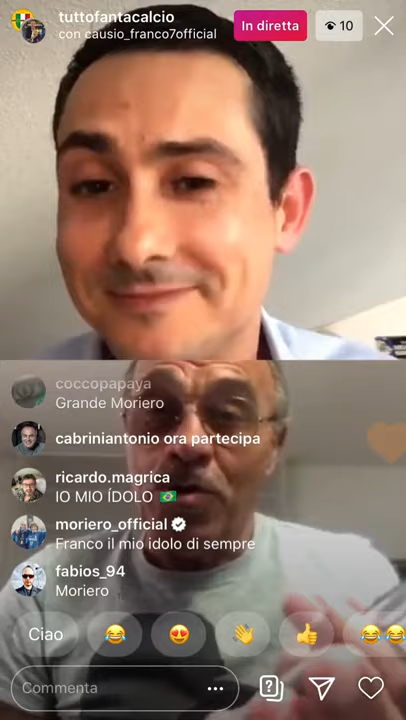 tuttofantacalcio
con causio_franco7official
In diretta
10
coccopapaya
Grande Moriero
cabriniantonio ora partecipa
ricardo.magrica
IO MIO ÍDOLO 🇧🇷
moriero_official
Franco il mio idolo di sempre
fabios_94
Moriero
Ciao 😂 😍 👋 👍 😂😂
Commenta